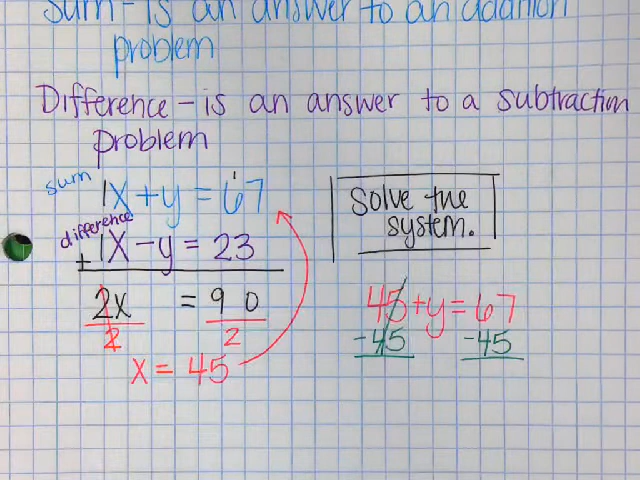 Sum - is an answer to an addition
problem
Difference - is an answer to a subtraction
problem
sum 1x + y = 67
difference
+ 1x - y = 23
2x = 90
2 2
x = 45
1
Solve the
system.
45 + y = 67
-45 -45